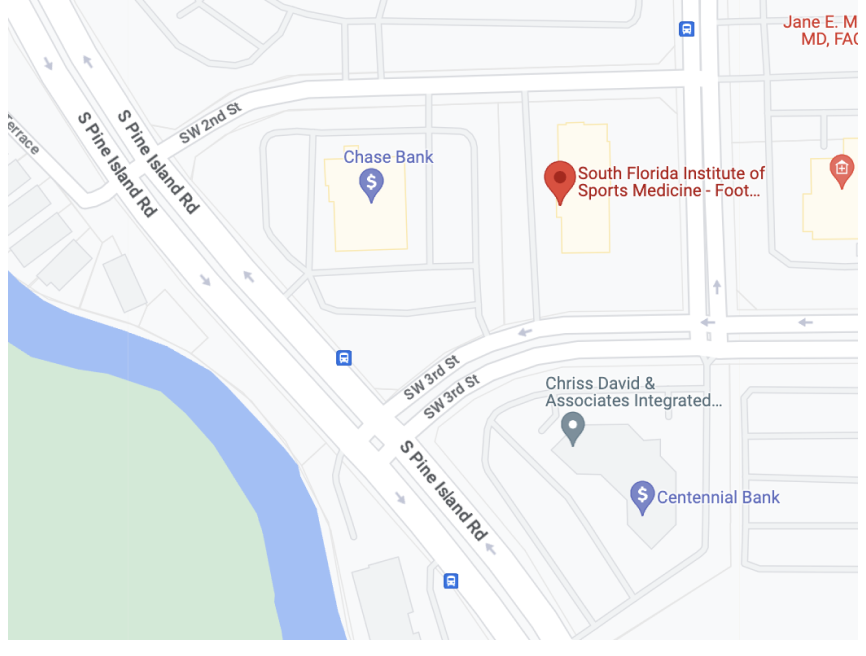 Jane E. M
MD, FAC
S Pine Island Rd
S Pine Island Rd
SW 2nd St
Terrace
Chase Bank
South Florida Institute of
Sports Medicine - Foot...
SW 3rd St
SW 3rd St
Chriss David &
Associates Integrated...
S Pine Island Rd
Centennial Bank